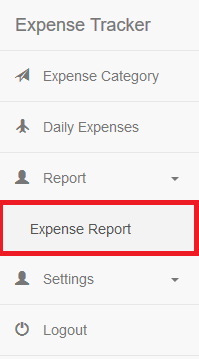 Expense Tracker
Expense Category
Daily Expenses
Report
Expense Report
Settings
Logout